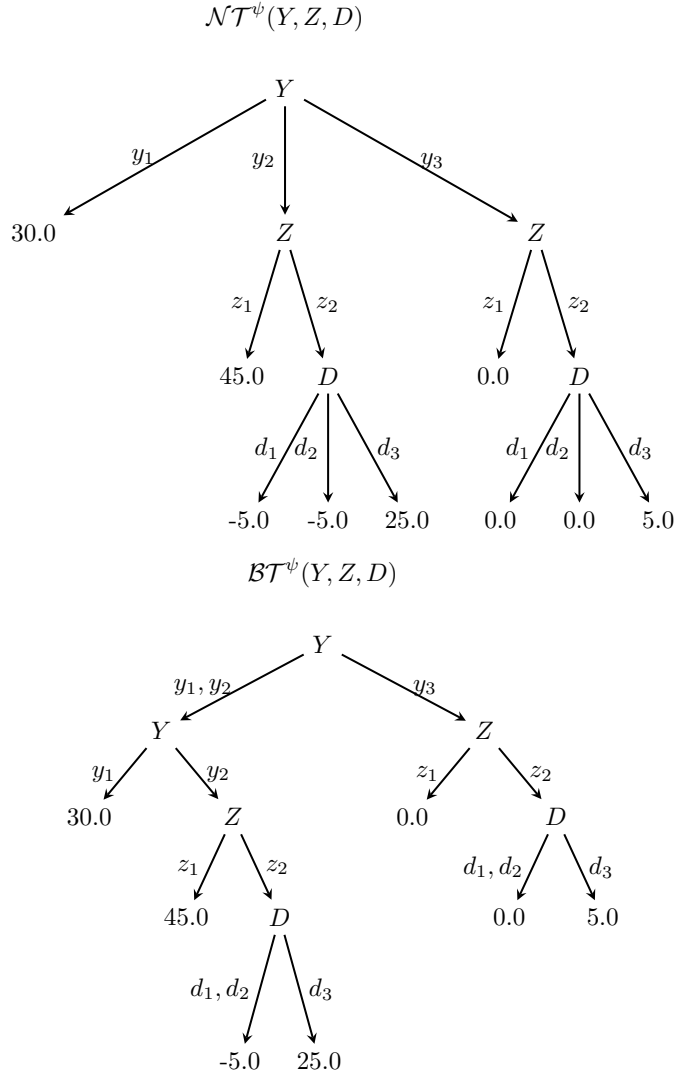 𝒩𝒯^ψ(Y, Z, D)
Y
y₁ y₂ y₃
30.0 Z Z
z₁ z₂ z₁ z₂
45.0 D 0.0 D
d₁ d₂ d₃ d₁ d₂ d₃
-5.0 -5.0 25.0 0.0 0.0 5.0
ℬ𝒯^ψ(Y, Z, D)
Y
y₁, y₂ y₃
Y Z
y₁ y₂ z₁ z₂
30.0 Z 0.0 D
z₁ z₂ d₁, d₂ d₃
45.0 D 0.0 5.0
d₁, d₂ d₃
-5.0 25.0